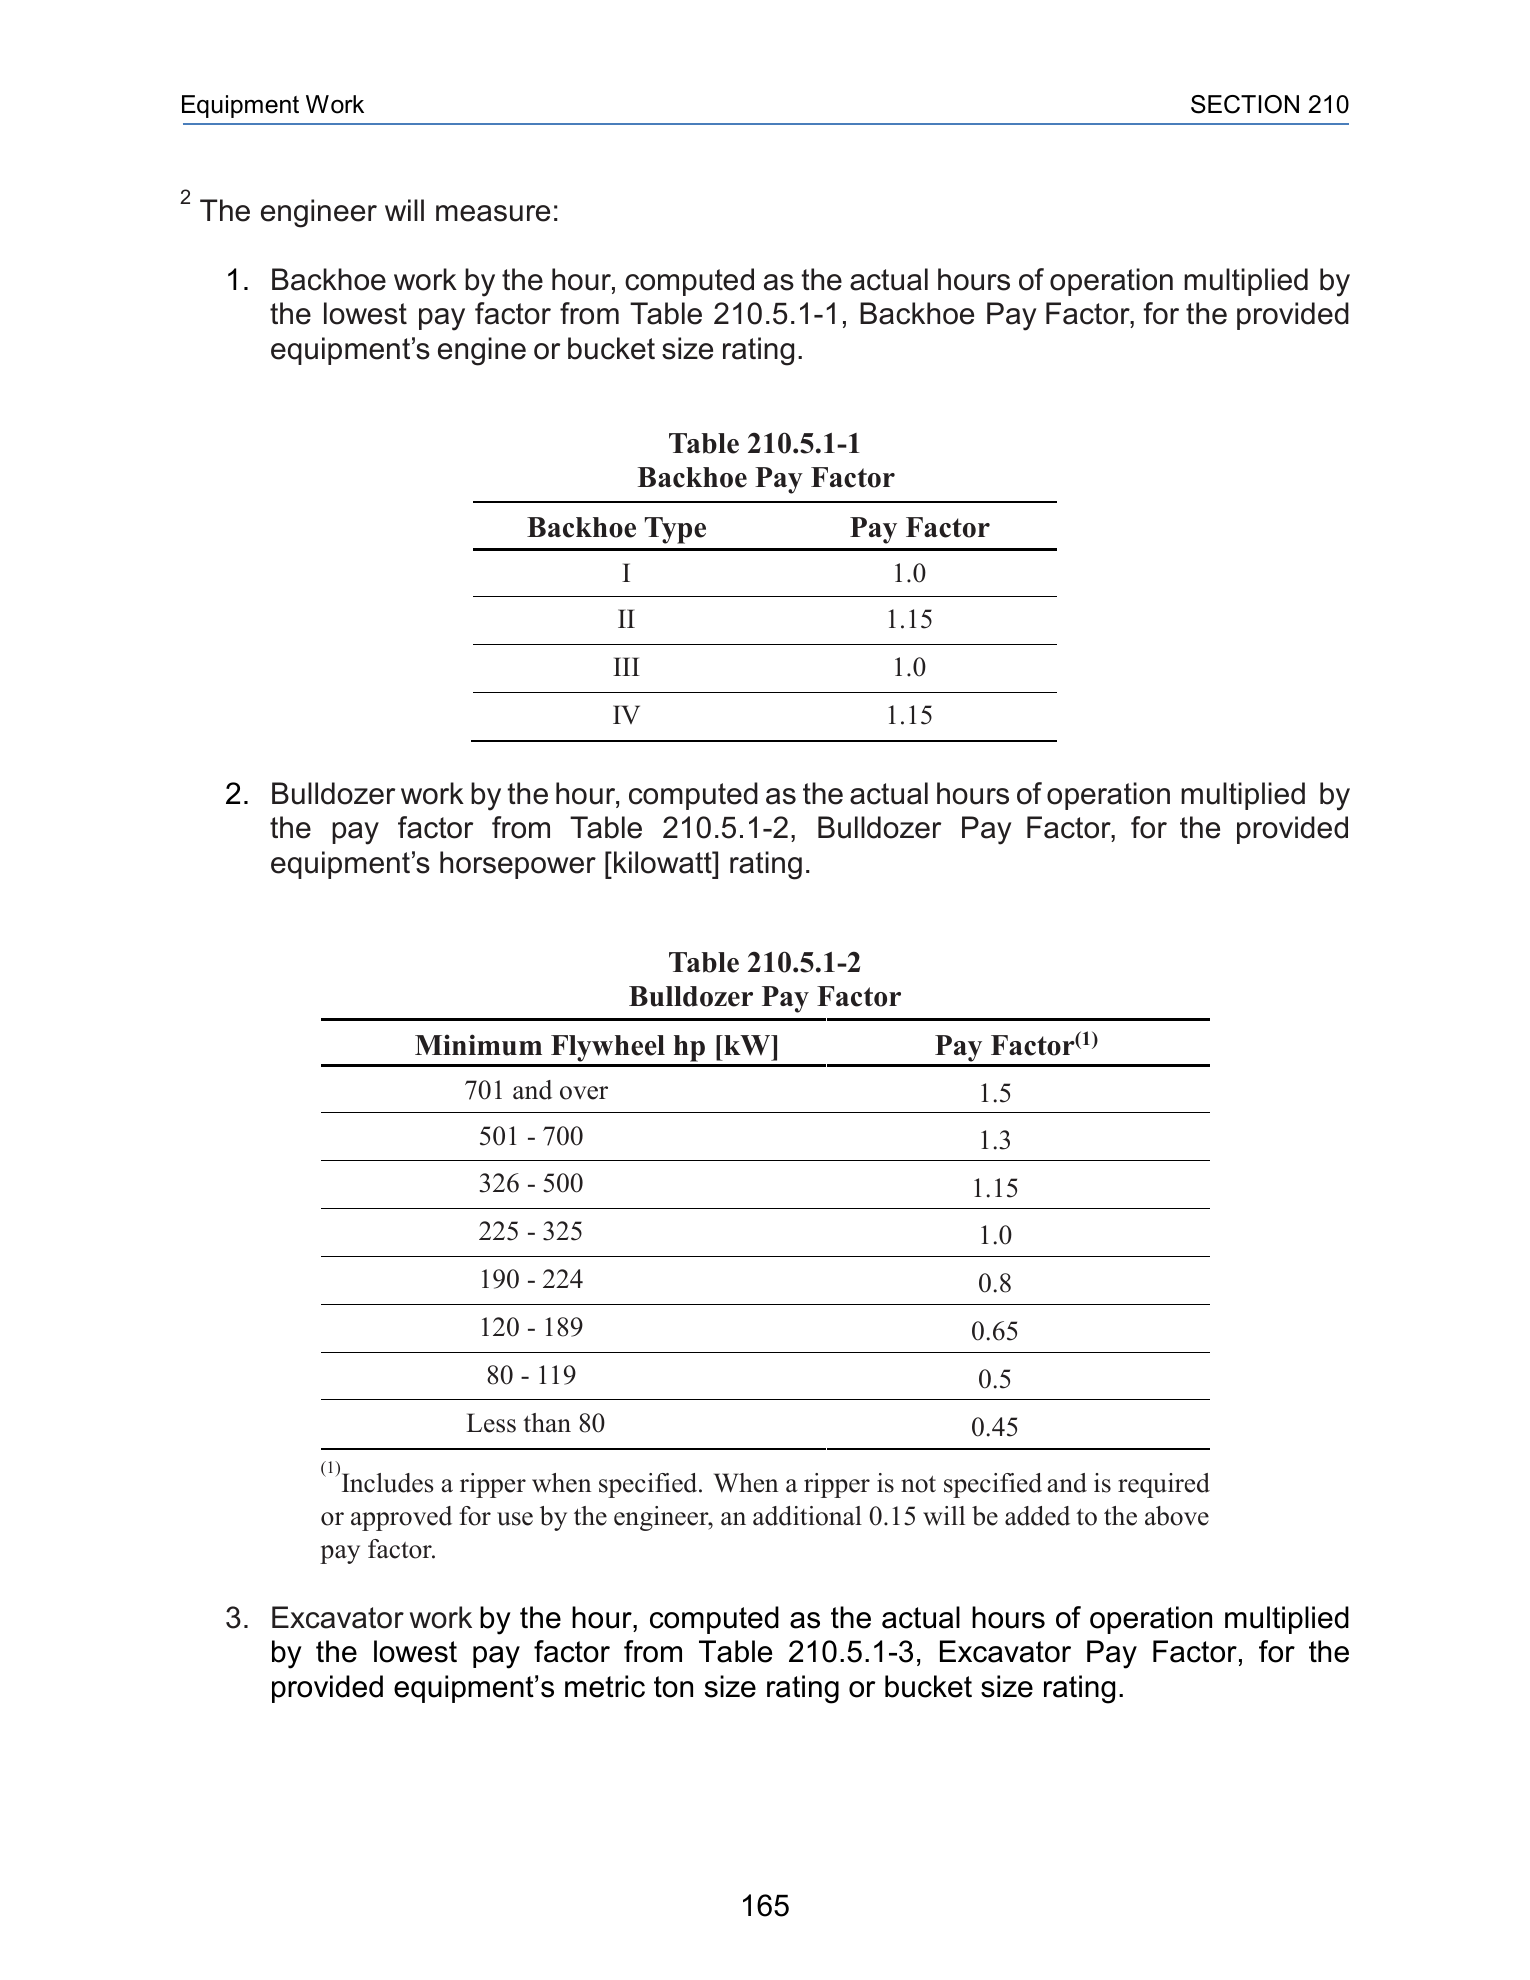 Equipment Work SECTION 210
2 The engineer will measure:
1. Backhoe work by the hour, computed as the actual hours of operation multiplied by
the lowest pay factor from Table 210.5.1-1, Backhoe Pay Factor, for the provided
equipment’s engine or bucket size rating.
Table 210.5.1-1
Backhoe Pay Factor
Backhoe Type Pay Factor
I 1.0
II 1.15
III 1.0
IV 1.15
2. Bulldozer work by the hour, computed as the actual hours of operation multiplied by
the pay factor from Table 210.5.1-2, Bulldozer Pay Factor, for the provided
equipment’s horsepower [kilowatt] rating.
Table 210.5.1-2
Bulldozer Pay Factor
Minimum Flywheel hp [kW] Pay Factor(1)
701 and over 1.5
501 - 700 1.3
326 - 500 1.15
225 - 325 1.0
190 - 224 0.8
120 - 189 0.65
80 - 119 0.5
Less than 80 0.45
(1)Includes a ripper when specified. When a ripper is not specified and is required
or approved for use by the engineer, an additional 0.15 will be added to the above
pay factor.
3. Excavator work by the hour, computed as the actual hours of operation multiplied
by the lowest pay factor from Table 210.5.1-3, Excavator Pay Factor, for the
provided equipment’s metric ton size rating or bucket size rating.
165